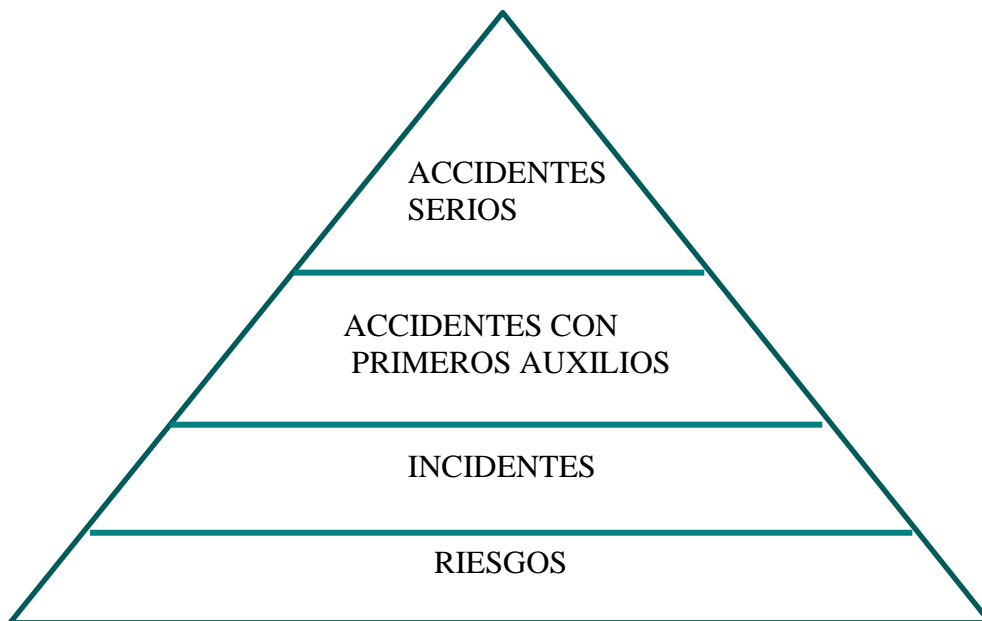 ACCIDENTES
SERIOS
ACCIDENTES CON
PRIMEROS AUXILIOS
INCIDENTES
RIESGOS